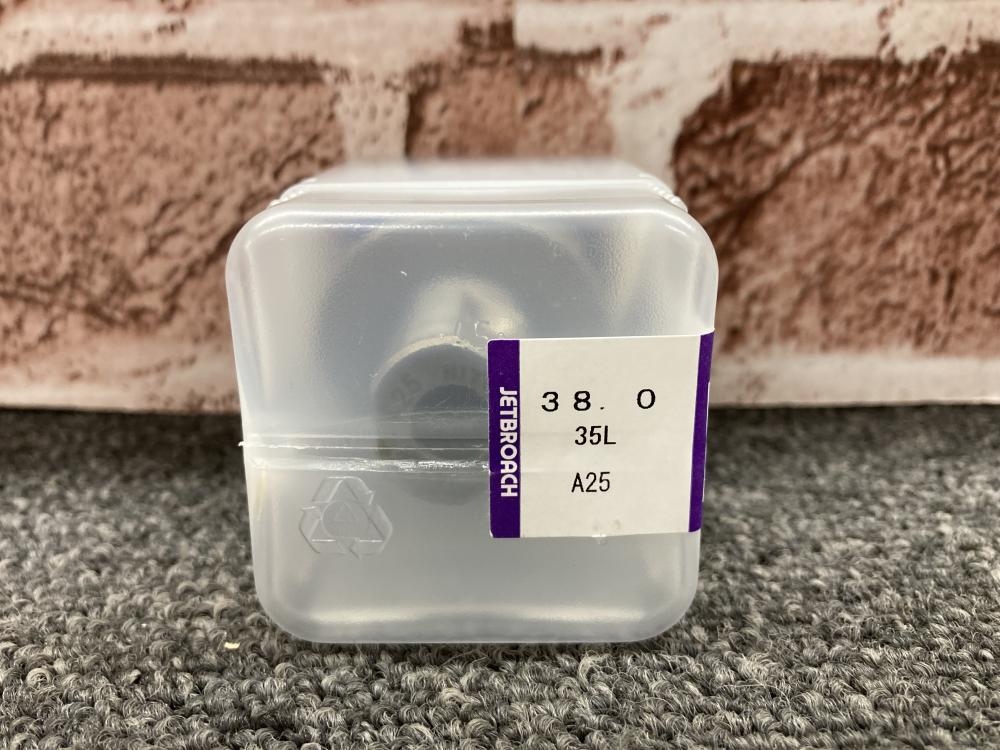 JETBROACH
38. 0
35L
A25